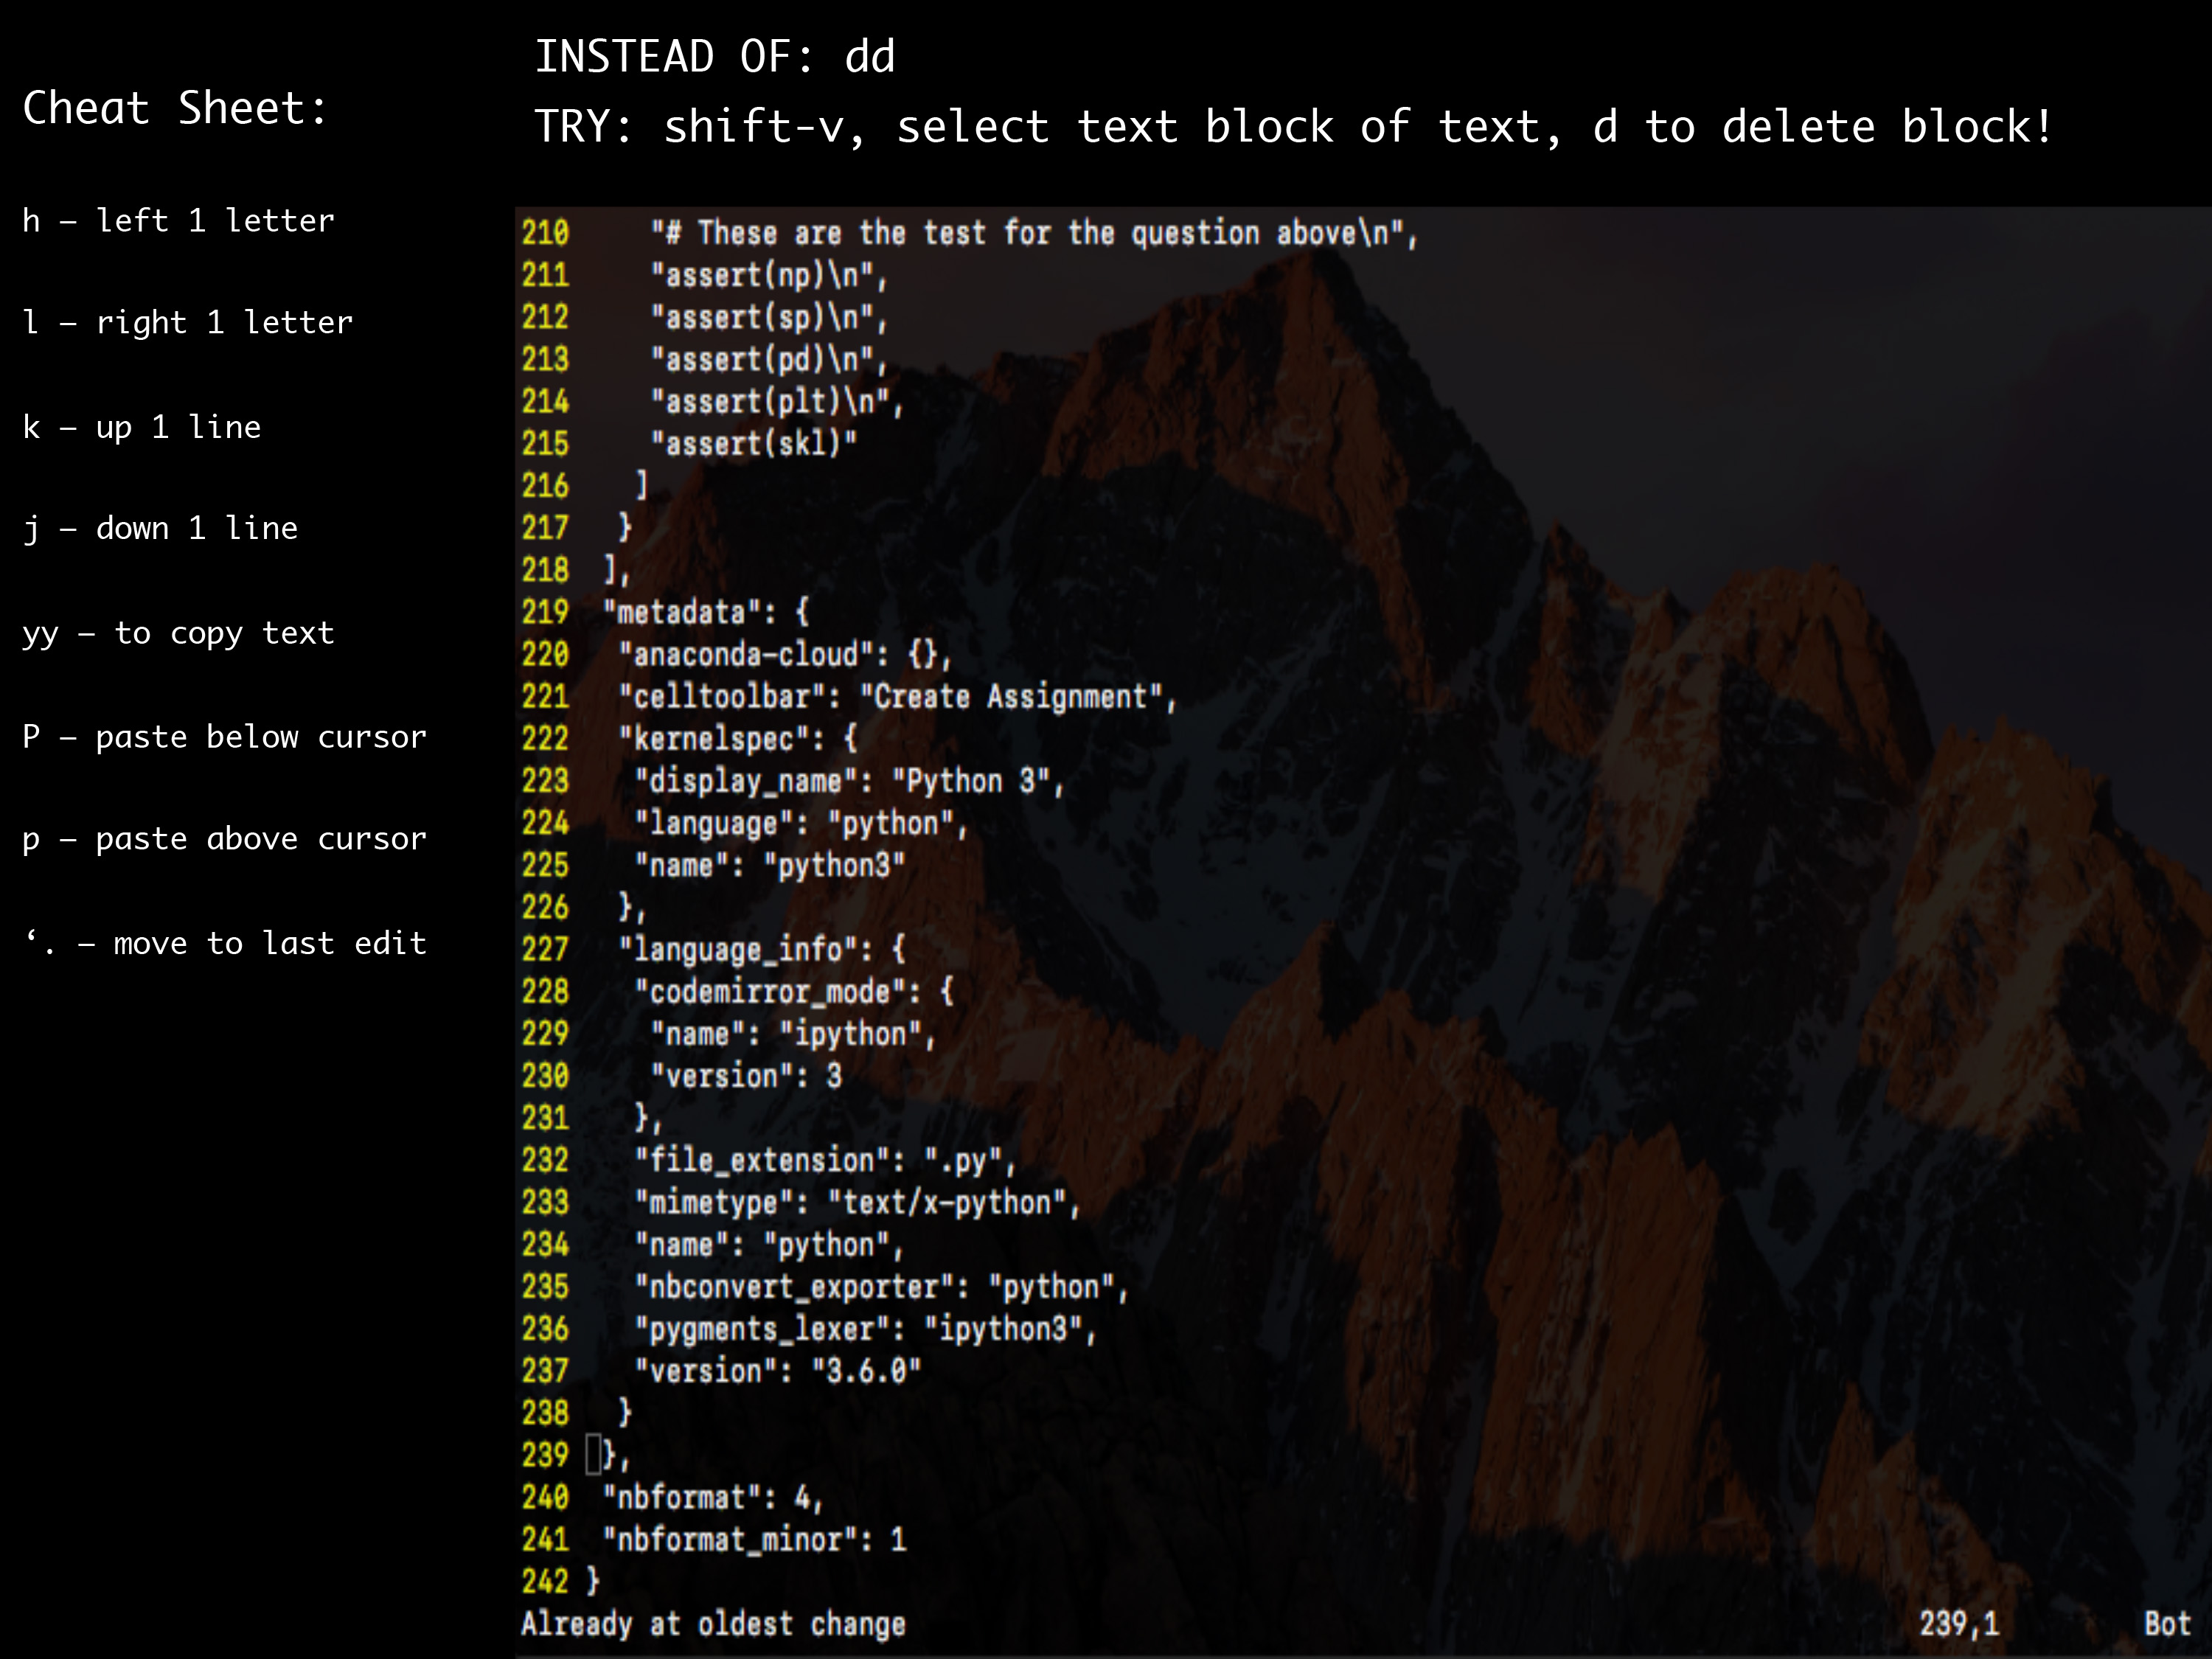 INSTEAD OF: dd
TRY: shift-v, select text block of text, d to delete block!
Cheat Sheet:
h – left 1 letter
l – right 1 letter
k – up 1 line
j – down 1 line
yy – to copy text
P – paste below cursor
p – paste above cursor
‘. – move to last edit
210     "# These are the test for the question above\n",
211     "assert(np)\n",
212     "assert(sp)\n",
213     "assert(pd)\n",
214     "assert(plt)\n",
215     "assert(skl)"
216    ]
217   }
218  ],
219  "metadata": {
220   "anaconda-cloud": {},
221   "celltoolbar": "Create Assignment",
222   "kernelspec": {
223    "display_name": "Python 3",
224    "language": "python",
225    "name": "python3"
226   },
227   "language_info": {
228    "codemirror_mode": {
229     "name": "ipython",
230     "version": 3
231    },
232    "file_extension": ".py",
233    "mimetype": "text/x-python",
234    "name": "python",
235    "nbconvert_exporter": "python",
236    "pygments_lexer": "ipython3",
237    "version": "3.6.0"
238   }
239  },
240  "nbformat": 4,
241  "nbformat_minor": 1
242 }
Already at oldest change 239,1 Bot